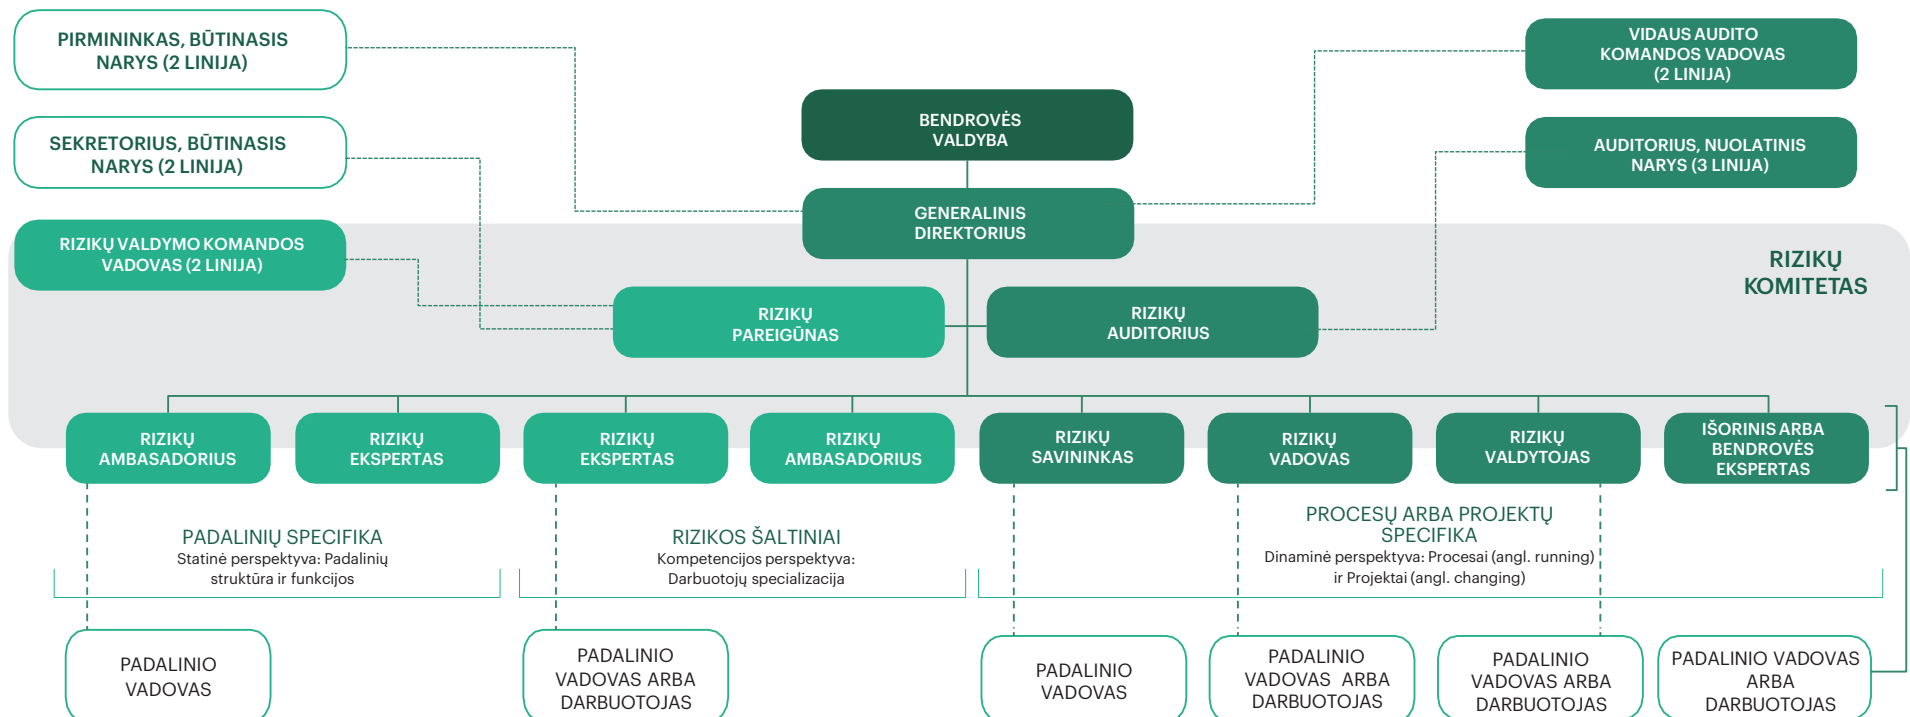 PIRMININKAS, BŪTINASIS
NARYS (2 LINIJA)
VIDAUS AUDITO
KOMANDOS VADOVAS
(2 LINIJA)
BENDROVĖS
VALDYBA
SEKRETORIUS, BŪTINASIS
NARYS (2 LINIJA)
AUDITORIUS, NUOLATINIS
NARYS (3 LINIJA)
GENERALINIS
DIREKTORIUS
RIZIKŲ VALDYMO KOMANDOS
VADOVAS (2 LINIJA)
RIZIKŲ
KOMITETAS
RIZIKŲ
PAREIGŪNAS
RIZIKŲ
AUDITORIUS
RIZIKŲ
AMBASADORIUS
RIZIKŲ
EKSPERTAS
RIZIKŲ
EKSPERTAS
RIZIKŲ
AMBASADORIUS
RIZIKŲ
SAVININKAS
RIZIKŲ
VADOVAS
RIZIKŲ
VALDYTOJAS
IŠORINIS ARBA
BENDROVĖS
EKSPERTAS
PADALINIŲ SPECIFIKA
Statinė perspektyva: Padalinių
struktūra ir funkcijos
RIZIKOS ŠALTINIAI
Kompetencijos perspektyva:
Darbuotojų specializacija
PROCESŲ ARBA PROJEKTŲ
SPECIFIKA
Dinaminė perspektyva: Procesai (angl. running)
ir Projektai (angl. changing)
PADALINIO
VADOVAS
PADALINIO
VADOVAS ARBA
DARBUOTOJAS
PADALINIO
VADOVAS
PADALINIO
VADOVAS ARBA
DARBUOTOJAS
PADALINIO
VADOVAS ARBA
DARBUOTOJAS
PADALINIO VADOVAS
ARBA
DARBUOTOJAS